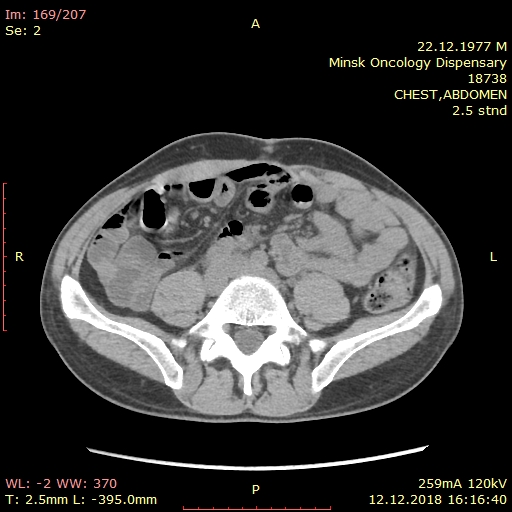 Im: 169/207
Se: 2
A
22.12.1977 M
Minsk Oncology Dispensary
18738
CHEST,ABDOMEN
2.5 stnd
R
L
WL: -2 WW: 370
T: 2.5mm L: -395.0mm
P
259mA 120kV
12.12.2018 16:16:40